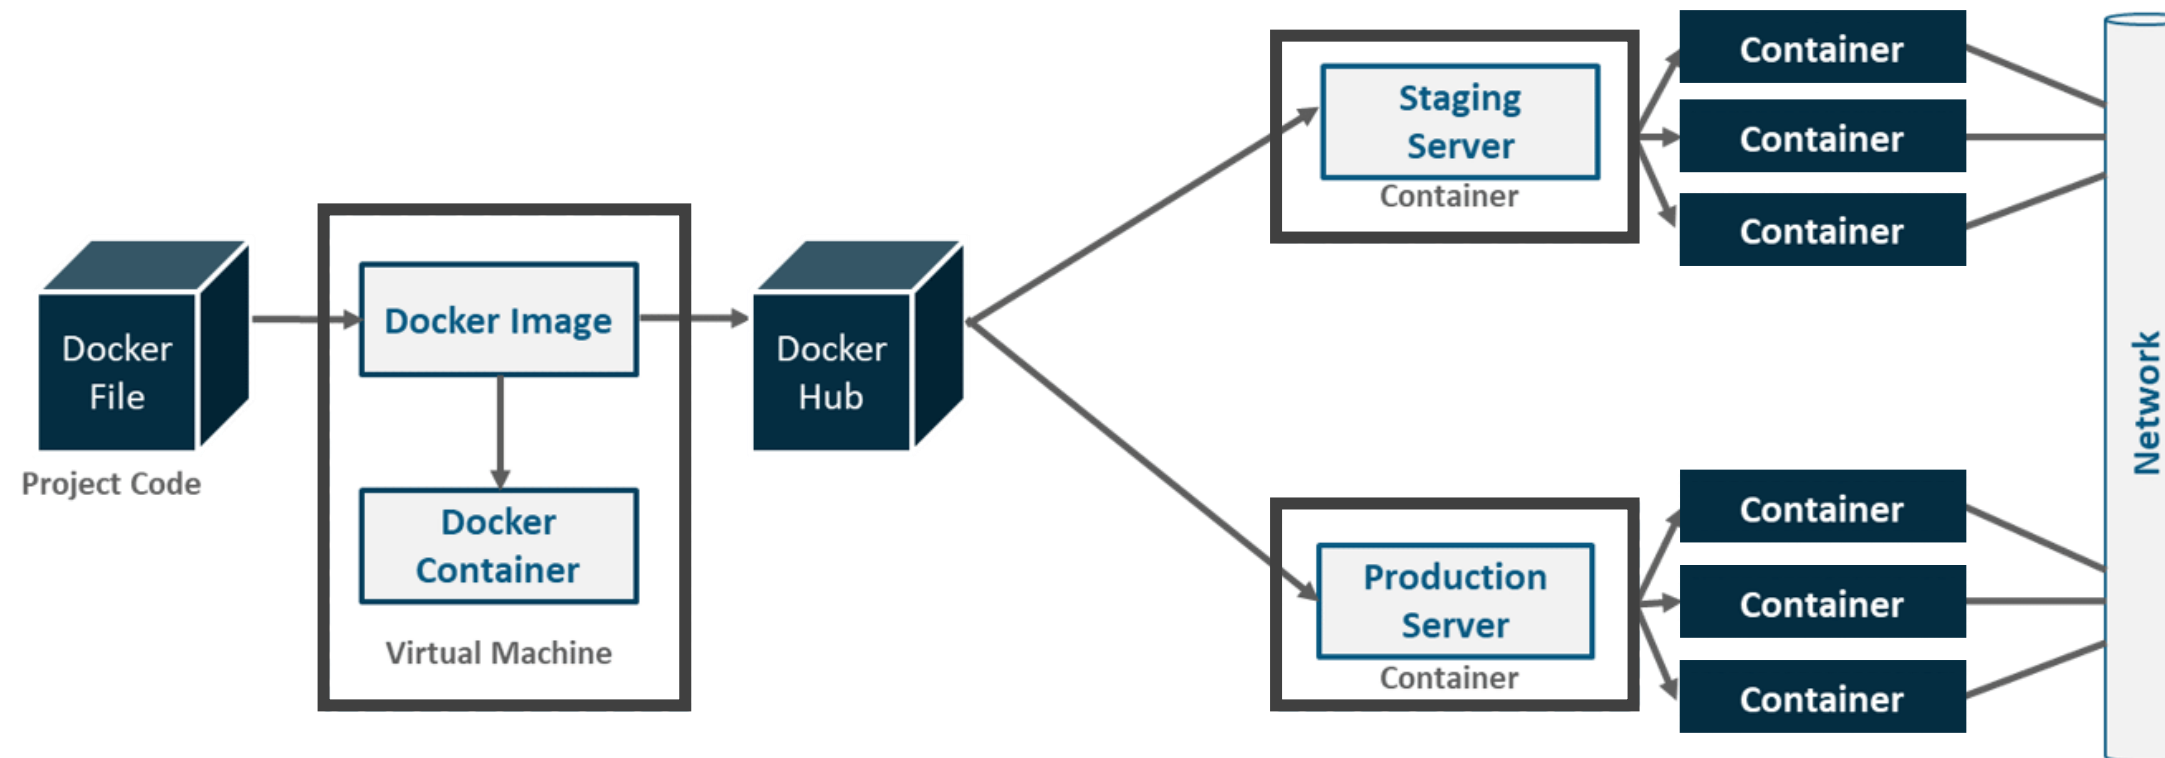 Docker
File
Project Code
Docker Image
Docker
Container
Virtual Machine
Docker
Hub
Staging
Server
Container
Container
Container
Container
Production
Server
Container
Container
Container
Container
Network